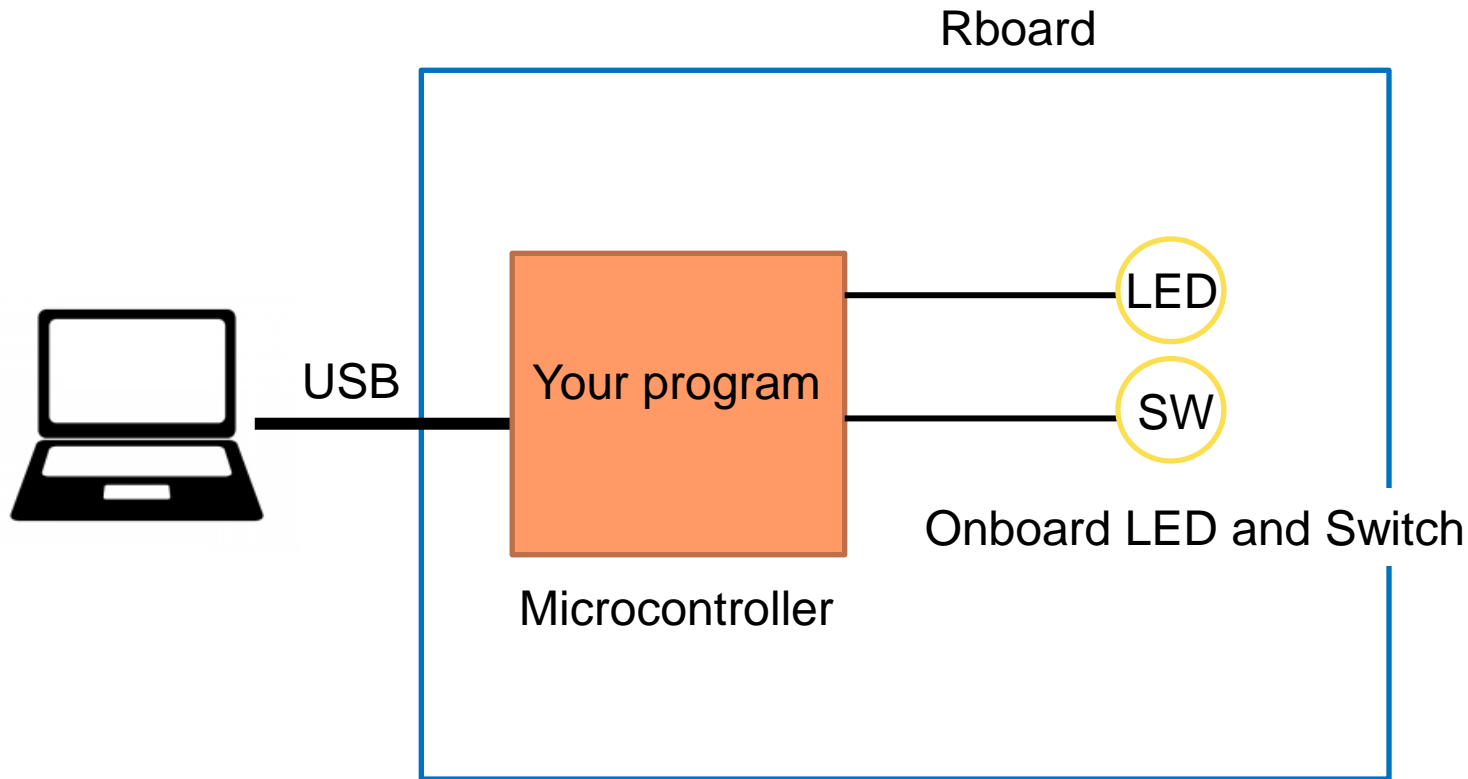 Rboard
USB
Your program
LED
SW
Onboard LED and Switch
Microcontroller